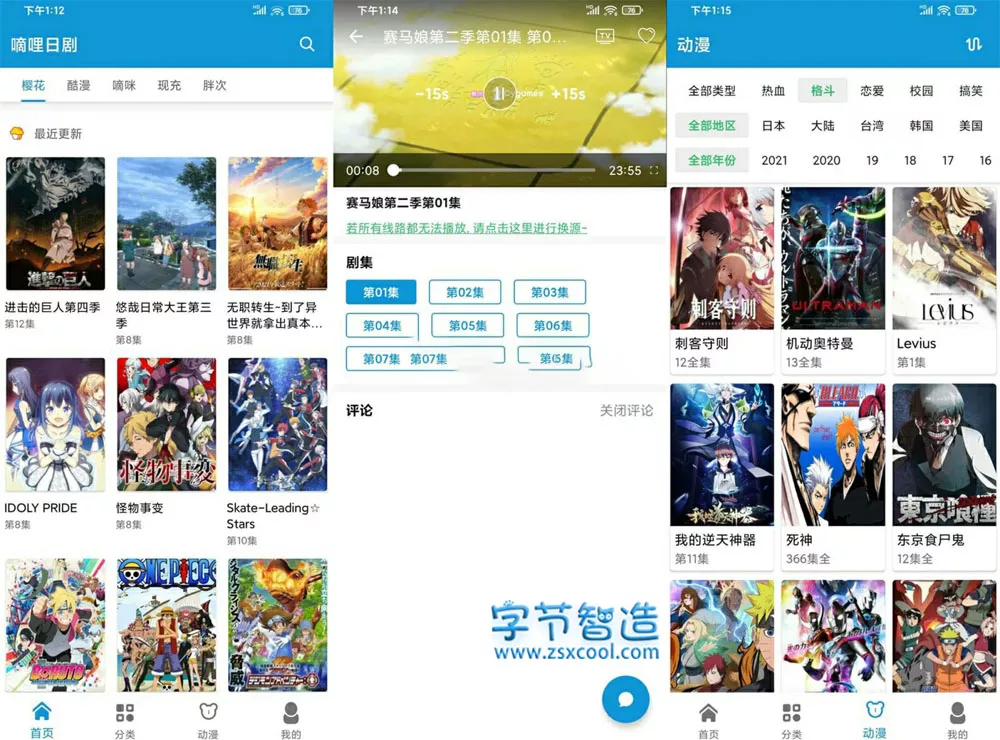 下午1:12
HD
76
嘀哩日剧
樱花 酷漫 嘀咪 现充 胖次
最近更新
進撃の巨人
無職転生
进击的巨人第四季
第12集
悠哉日常大王第三
季
第8集
无职转生~到了异
世界就拿出真本...
第8集
怪物事変
IDOLY PRIDE
第8集
怪物事变
第8集
Skate-Leading☆
Stars
第10集
BORUTO
ONE PIECE
首页
分类
动漫
我的
下午1:14
HD
76
赛马娘第二季第01集 第0...
TV
-15s
Cygames
+15s
00:08
23:55
赛马娘第二季第01集
若所有线路都无法播放,请点击这里进行换源~
剧集
第01集 第02集 第03集
第04集 第05集 第06集
第07集 第07集
评论
关闭评论
字节智造
www.zsxcool.com
下午1:15
HD
76
动漫
全部类型 热血 格斗 恋爱 校园 搞笑
全部地区 日本 大陆 台湾 韩国 美国
全部年份 2021 2020 19 18 17 16
刺客守则
ULTRAMAN
LEVIUS
刺客守则
12全集
机动奥特曼
13全集
Levius
第1集
我的逆天神器
BLEACH
東京喰種
我的逆天神器
第11集
死神
366集全
东京食尸鬼
12集全
首页
分类
动漫
我的